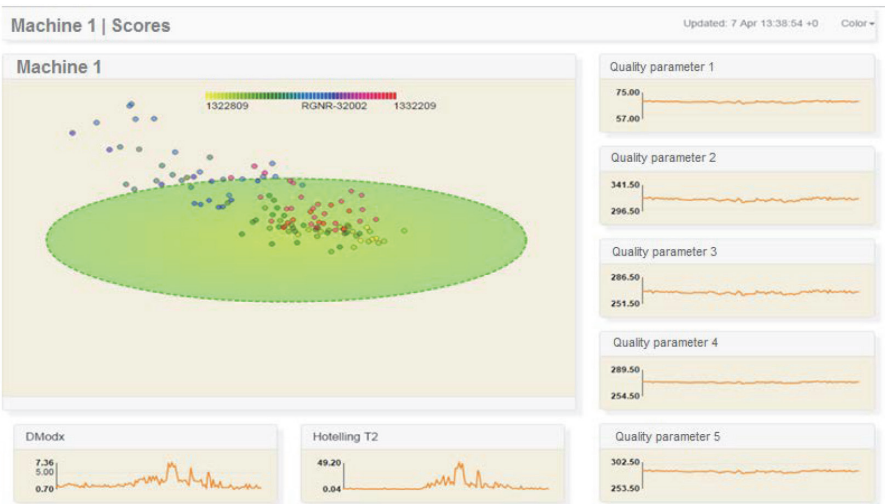 Machine 1 | Scores
Updated: 7 Apr 13:38:54 +0
Color
Machine 1
1322809
RGNR-32002
1332209
Quality parameter 1
75.00
57.00
Quality parameter 2
341.50
296.50
Quality parameter 3
286.50
251.50
Quality parameter 4
289.50
254.50
Quality parameter 5
302.50
253.50
DModx
7.36
5.00
0.70
Hotelling T2
49.20
0.04